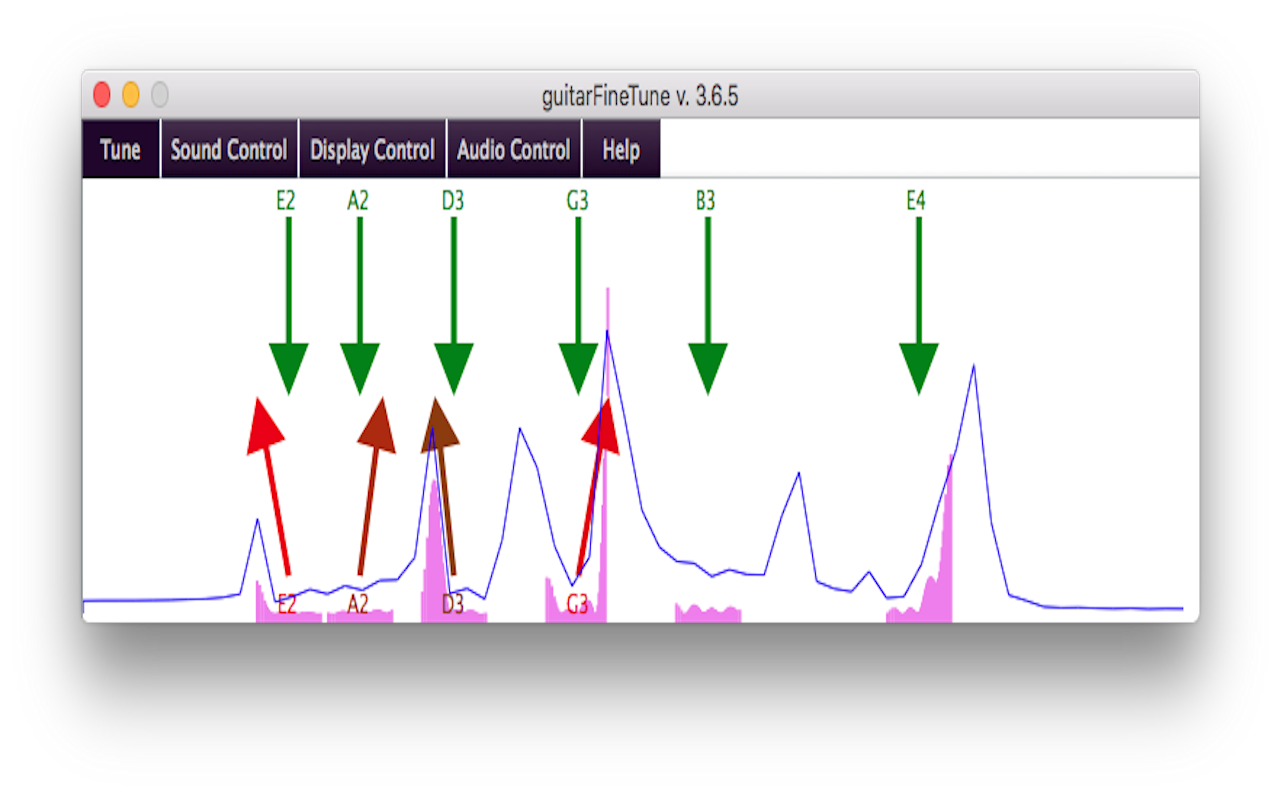 guitarFineTune v. 3.6.5
Tune Sound Control Display Control Audio Control Help
E2 A2 D3 G3 B3 E4
E2 A2 D3 G3